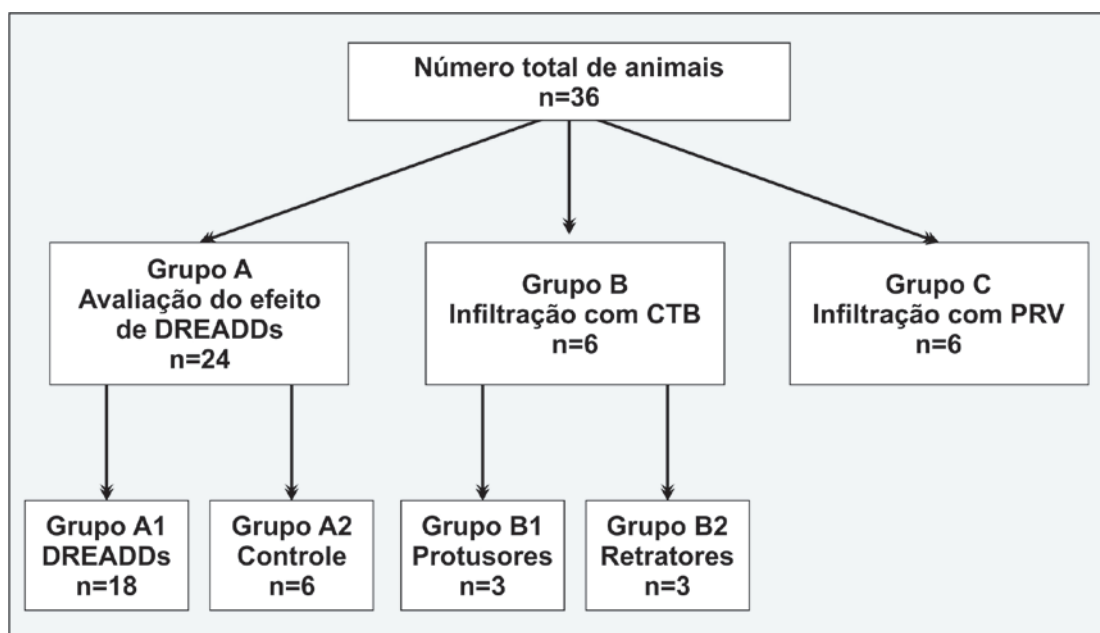 Número total de animais
n=36
Grupo A
Avaliação do efeito
de DREADDs
n=24
Grupo B
Infiltração com CTB
n=6
Grupo C
Infiltração com PRV
n=6
Grupo A1
DREADDs
n=18
Grupo A2
Controle
n=6
Grupo B1
Protusores
n=3
Grupo B2
Retratores
n=3